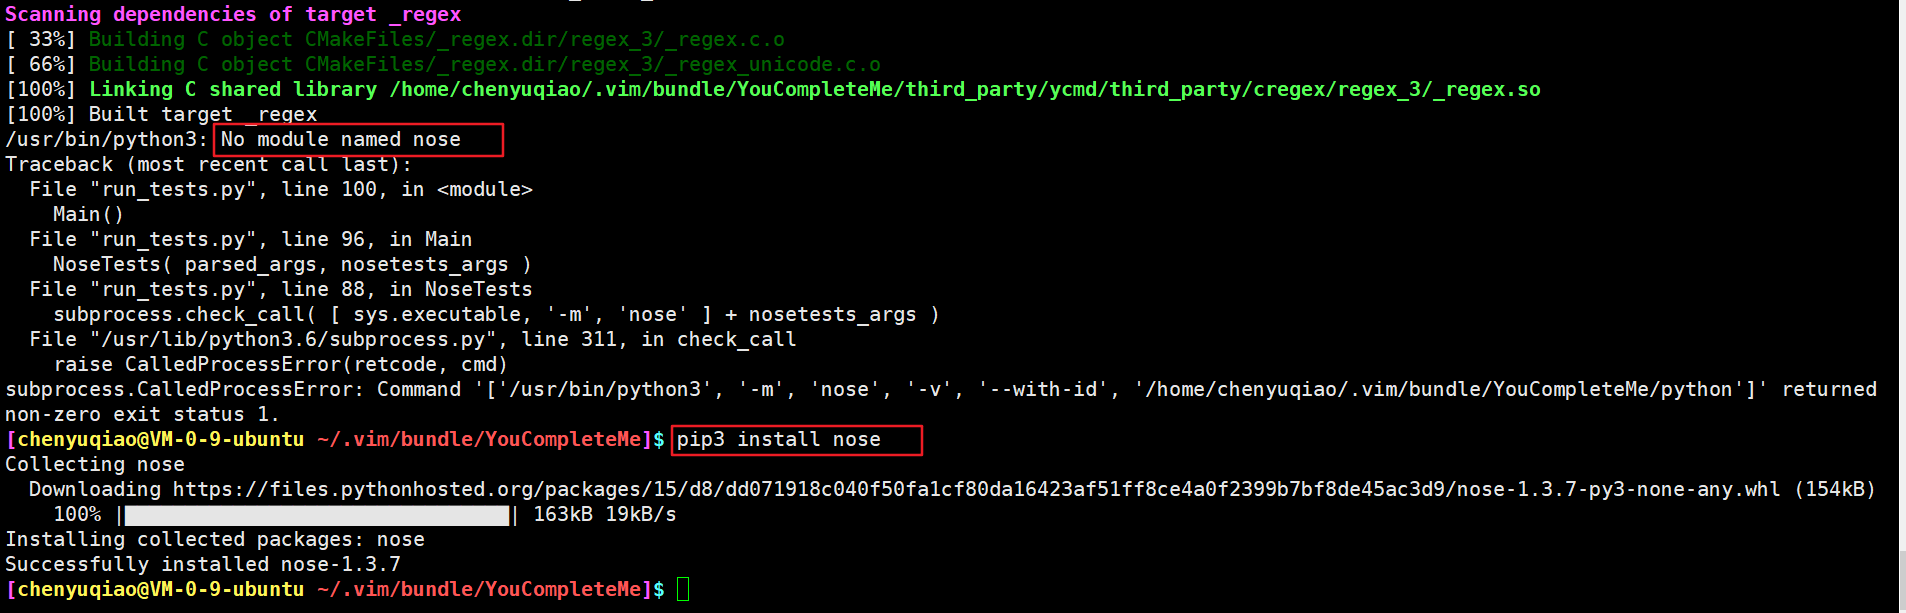 Scanning dependencies of target _regex
[ 33%] Building C object CMakeFiles/_regex.dir/regex_3/_regex.c.o
[ 66%] Building C object CMakeFiles/_regex.dir/regex_3/_regex_unicode.c.o
[100%] Linking C shared library /home/chenyuqiao/.vim/bundle/YouCompleteMe/third_party/ycmd/third_party/cregex/regex_3/_regex.so
[100%] Built target _regex
/usr/bin/python3: No module named nose
Traceback (most recent call last):
  File "run_tests.py", line 100, in <module>
    Main()
  File "run_tests.py", line 96, in Main
    NoseTests( parsed_args, nosetests_args )
  File "run_tests.py", line 88, in NoseTests
    subprocess.check_call( [ sys.executable, '-m', 'nose' ] + nosetests_args )
  File "/usr/lib/python3.6/subprocess.py", line 311, in check_call
    raise CalledProcessError(retcode, cmd)
subprocess.CalledProcessError: Command '['/usr/bin/python3', '-m', 'nose', '-v', '--with-id', '/home/chenyuqiao/.vim/bundle/YouCompleteMe/python']' returned
non-zero exit status 1.
[chenyuqiao@VM-0-9-ubuntu ~/.vim/bundle/YouCompleteMe]$ pip3 install nose
Collecting nose
  Downloading https://files.pythonhosted.org/packages/15/d8/dd071918c040f50fa1cf80da16423af51ff8ce4a0f2399b7bf8de45ac3d9/nose-1.3.7-py3-none-any.whl (154kB)
    100% |████████████████████████████████| 163kB 19kB/s
Installing collected packages: nose
Successfully installed nose-1.3.7
[chenyuqiao@VM-0-9-ubuntu ~/.vim/bundle/YouCompleteMe]$